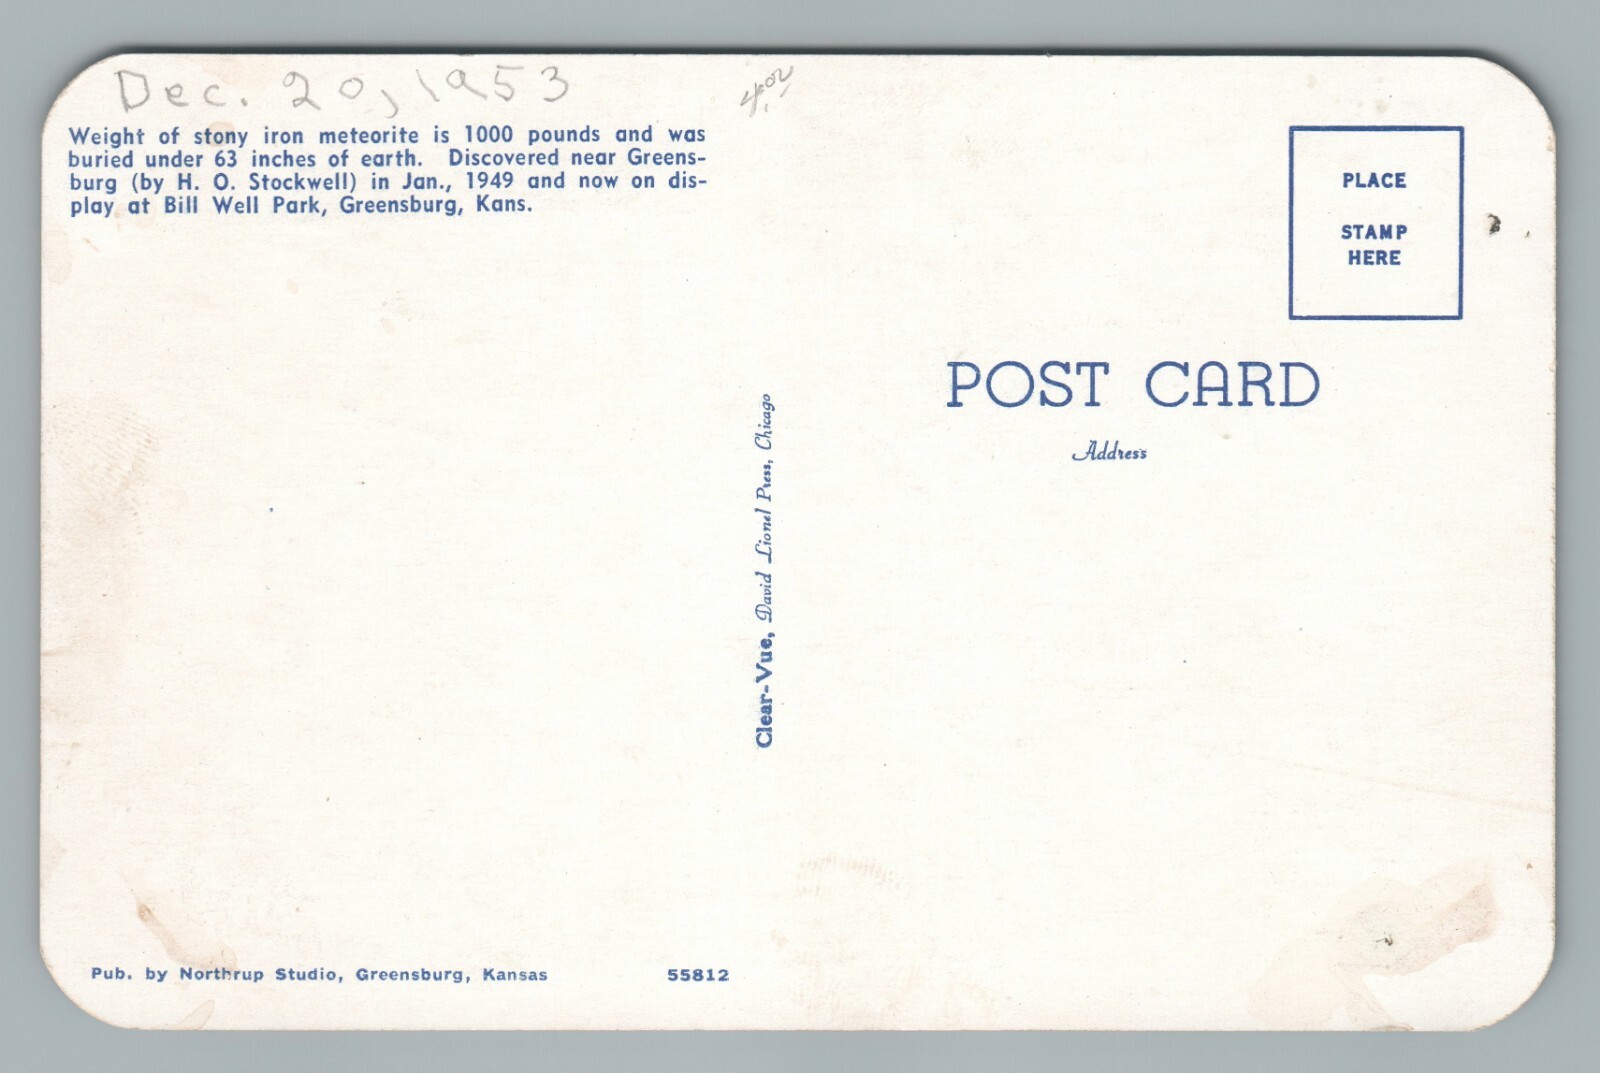 Dec. 20, 1953
4.00
Weight of stony iron meteorite is 1000 pounds and was
buried under 63 inches of earth. Discovered near Greens-
burg (by H. O. Stockwell) in Jan., 1949 and now on dis-
play at Bill Well Park, Greensburg, Kans.
PLACE
STAMP
HERE
POST CARD
Address
Clear-Vue, David Lionel Press, Chicago
Pub. by Northrup Studio, Greensburg, Kansas 55812